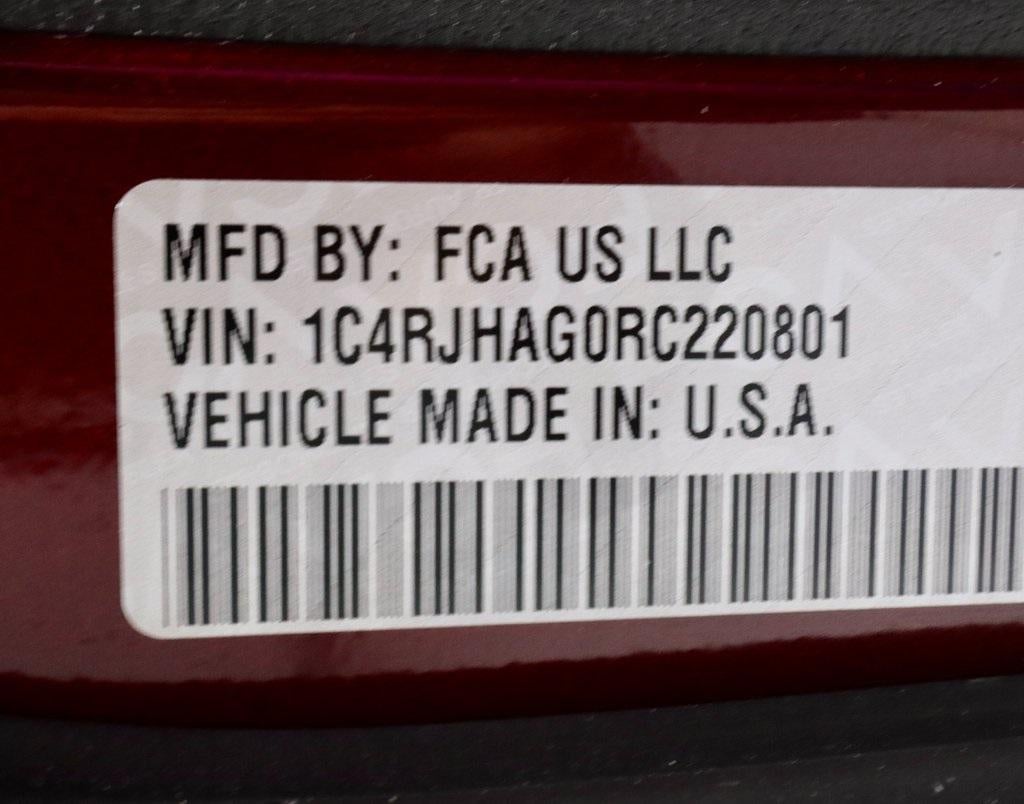 MFD BY: FCA US LLC
VIN: 1C4RJHAG0RC220801
VEHICLE MADE IN: U.S.A.